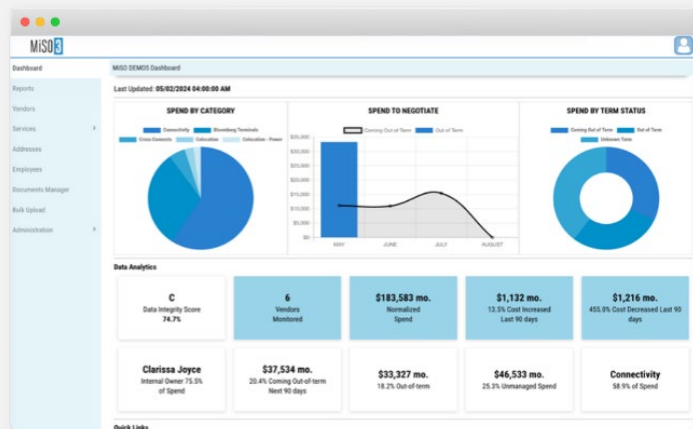 MiSO3
Dashboard
Reports
Vendors
Services
Addresses
Employees
Documents Manager
Bulk Upload
Administration
MiSO DEMO5 Dashboard
Last Updated: 05/02/2024 04:00:00 AM
SPEND BY CATEGORY
Connectivity Bloomberg Terminals
Cross-Connects Colocation Colocation - Power
SPEND TO NEGOTIATE
Coming Out of Term Out of Term
$35,000
$30,000
$25,000
$20,000
$15,000
$10,000
$5,000
$0
MAY JUNE JULY AUGUST
SPEND BY TERM STATUS
Coming Out of Term Out of Term
Unknown Term
Data Analytics
C
Data Integrity Score
74.7%
6
Vendors
Monitored
$183,583 mo.
Normalized
Spend
$1,132 mo.
13.5% Cost Increased
Last 90 days
$1,216 mo.
455.0% Cost Decreased Last 90
days
Clarissa Joyce
Internal Owner 75.5%
of Spend
$37,534 mo.
20.4% Coming Out-of-term
Next 90 days
$33,327 mo.
18.2% Out-of-term
$46,533 mo.
25.3% Unmanaged Spend
Connectivity
58.9% of Spend
Quick Links